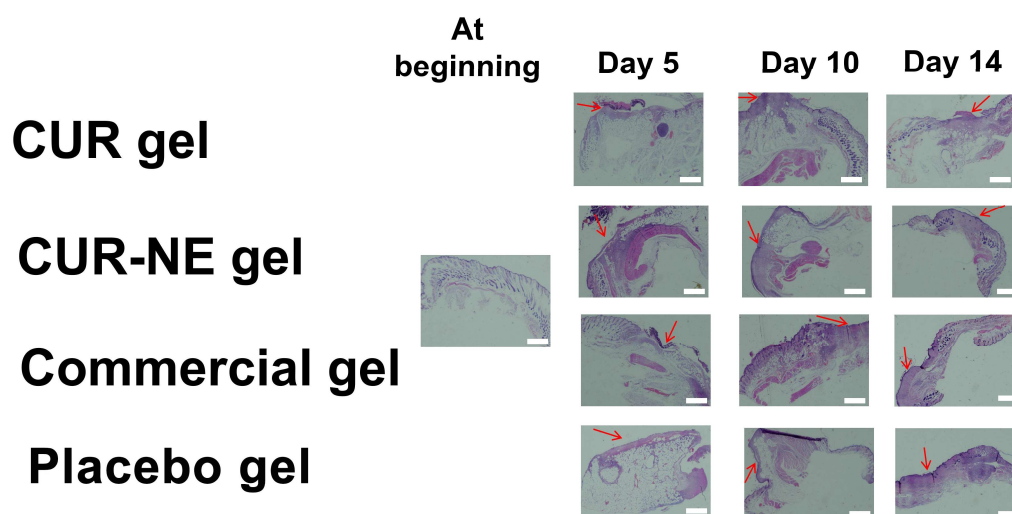 At
beginning
Day 5
Day 10
Day 14
CUR gel
CUR-NE gel
Commercial gel
Placebo gel